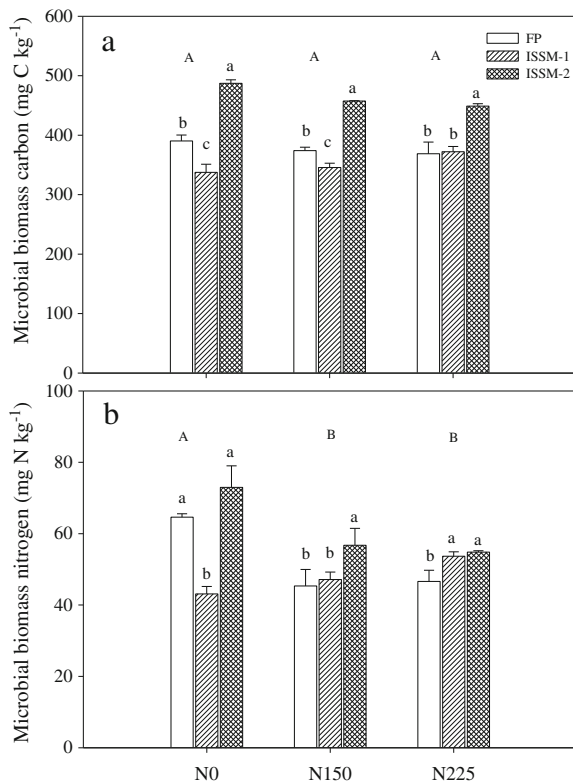 600
500
400
300
200
100
0
Microbial biomass carbon (mg C kg-1)
a
A
A
A
FP
ISSM-1
ISSM-2
b
c
a
b
c
a
b
b
a
100
80
60
40
20
0
Microbial biomass nitrogen (mg N kg-1)
b
A
B
B
a
b
a
b
b
a
b
a
a
N0
N150
N225